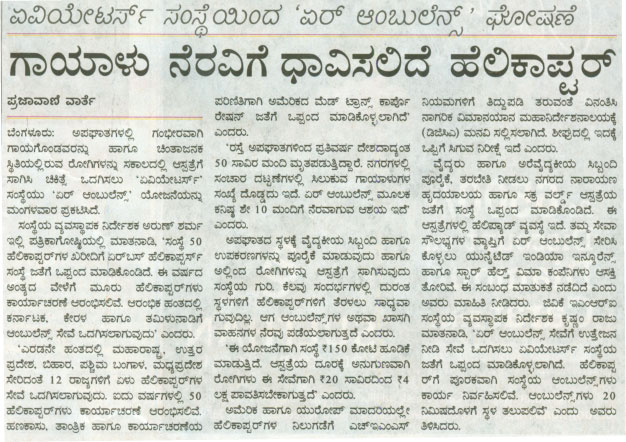 ಏವಿಯೇಟರ್ಸ್ ಸಂಸ್ಥೆಯಿಂದ 'ಏರ್ ಆಂಬುಲೆನ್ಸ್' ಘೋಷಣೆ
ಗಾಯಾಳು ನೆರವಿಗೆ ಧಾವಿಸಲಿದೆ ಹೆಲಿಕಾಪ್ಟರ್
ಪ್ರಜಾವಾಣಿ ವಾರ್ತೆ
ಬೆಂಗಳೂರು: ಅಪಘಾತಗಳಲ್ಲಿ ಗಂಭೀರವಾಗಿ
ಗಾಯಗೊಂಡವರನ್ನು ಹಾಗೂ ಚಿಂತಾಜನಕ
ಸ್ಥಿತಿಯಲ್ಲಿರುವ ರೋಗಿಗಳನ್ನು ಸಕಾಲದಲ್ಲಿ ಆಸ್ಪತ್ರೆಗೆ
ಸಾಗಿಸಿ ಚಿಕಿತ್ಸೆ ಒದಗಿಸಲು 'ಏವಿಯೇಟರ್ಸ್'
ಸಂಸ್ಥೆಯು 'ಏರ್ ಆಂಬುಲೆನ್ಸ್' ಯೋಜನೆಯನ್ನು
ಮಂಗಳವಾರ ಪ್ರಕಟಿಸಿದೆ.
ಸಂಸ್ಥೆಯ ವ್ಯವಸ್ಥಾಪಕ ನಿರ್ದೇಶಕ ಅರುಣ್ ಶರ್ಮ
ಇಲ್ಲಿ ಪತ್ರಿಕಾಗೋಷ್ಠಿಯಲ್ಲಿ ಮಾತನಾಡಿ, 'ಸಂಸ್ಥೆ 50
ಹೆಲಿಕಾಪ್ಟರ್‌ಗಳ ಖರೀದಿಗೆ ಏರ್‌ಬಸ್ ಹೆಲಿಕಾಪ್ಟರ್ಸ್
ಸಂಸ್ಥೆ ಜತೆಗೆ ಒಪ್ಪಂದ ಮಾಡಿಕೊಂಡಿದೆ. ಈ ವರ್ಷದ
ಅಂತ್ಯದ ವೇಳೆಗೆ ಮೂರು ಹೆಲಿಕಾಪ್ಟರ್‌ಗಳು
ಕಾರ್ಯಾಚರಣೆ ಆರಂಭಿಸಲಿವೆ. ಆರಂಭಿಕ ಹಂತದಲ್ಲಿ
ಕರ್ನಾಟಕ, ಕೇರಳ ಹಾಗೂ ತಮಿಳುನಾಡಿಗೆ
ಆಂಬುಲೆನ್ಸ್ ಸೇವೆ ಒದಗಿಸಲಾಗುವುದು' ಎಂದರು.
'ಎರಡನೇ ಹಂತದಲ್ಲಿ ಮಹಾರಾಷ್ಟ್ರ, ಉತ್ತರ
ಪ್ರದೇಶ, ಬಿಹಾರ, ಪಶ್ಚಿಮ ಬಂಗಾಳ, ಮಧ್ಯಪ್ರದೇಶ
ಸೇರಿದಂತೆ 12 ರಾಜ್ಯಗಳಿಗೆ ಏಳು ಹೆಲಿಕಾಪ್ಟರ್‌ಗಳ
ಸೇವೆ ಒದಗಿಸಲಾಗುವುದು. ಐದು ವರ್ಷಗಳಲ್ಲಿ 50
ಹೆಲಿಕಾಪ್ಟರ್‌ಗಳು ಕಾರ್ಯಾಚರಣೆ ಆರಂಭಿಸಲಿವೆ.
ಹಣಕಾಸು, ತಾಂತ್ರಿಕ ಹಾಗೂ ಕಾರ್ಯಾಚರಣೆಯ
ಪರಿಣಿತಿಗಾಗಿ ಅಮೆರಿಕದ ಮೆಡ್ ಟ್ರಾನ್ಸ್ ಕಾರ್ಪೊ
ರೇಷನ್ ಜತೆಗೆ ಒಪ್ಪಂದ ಮಾಡಿಕೊಳ್ಳಲಾಗಿದೆ'
ಎಂದರು.
'ರಸ್ತೆ ಅಪಘಾತದಿಂದ ಪ್ರತಿವರ್ಷ ದೇಶದಾದ್ಯಂತ
50 ಸಾವಿರ ಮಂದಿ ಮೃತಪಡುತ್ತಿದ್ದಾರೆ. ನಗರಗಳಲ್ಲಿ
ಸಂಚಾರ ದಟ್ಟಣೆಗಳಲ್ಲಿ ಸಿಲುಕುವ ಗಾಯಾಳುಗಳ
ಸಂಖ್ಯೆ ದೊಡ್ಡದು ಇದೆ. ಏರ್ ಆಂಬುಲೆನ್ಸ್ ಮೂಲಕ
ಕನಿಷ್ಠ ಶೇ 10 ಮಂದಿಗೆ ನೆರವಾಗುವ ಆಶಯ ಇದೆ'
ಎಂದರು.
ಅಪಘಾತದ ಸ್ಥಳಕ್ಕೆ ವೈದ್ಯಕೀಯ ಸಿಬ್ಬಂದಿ ಹಾಗೂ
ಉಪಕರಣಗಳನ್ನು ಪೂರೈಕೆ ಮಾಡುವುದು ಹಾಗೂ
ಅಲ್ಲಿಂದ ರೋಗಿಗಳನ್ನು ಆಸ್ಪತ್ರೆಗೆ ಸಾಗಿಸುವುದು
ಸಂಸ್ಥೆಯ ಗುರಿ. ಕೆಲವು ಸಂದರ್ಭಗಳಲ್ಲಿ ದುರಂತ
ಸ್ಥಳಗಳಿಗೆ ಹೆಲಿಕಾಪ್ಟರ್‌ಗಳಿಗೆ ತೆರಳಲು ಸಾಧ್ಯವಾ
ಗುವುದಿಲ್ಲ. ಆಗ ಆಂಬುಲೆನ್ಸ್‌ಗಳ ಅಥವಾ ಖಾಸಗಿ
ವಾಹನಗಳ ನೆರವು ಪಡೆಯಲಾಗುತ್ತದೆ ಎಂದರು.
'ಈ ಯೋಜನೆಗಾಗಿ ಸಂಸ್ಥೆ ₹150 ಕೋಟಿ ಹೂಡಿಕೆ
ಮಾಡುತ್ತಿದೆ. ಆಸ್ಪತ್ರೆಯ ದೂರಕ್ಕೆ ಅನುಗುಣವಾಗಿ
ರೋಗಿಗಳು ಈ ಸೇವೆಗಾಗಿ ₹20 ಸಾವಿರದಿಂದ ₹4
ಲಕ್ಷ ಪಾವತಿಸಬೇಕಾಗುತ್ತದೆ' ಎಂದರು.
ಅಮೆರಿಕ ಹಾಗೂ ಯುರೋಪ್ ಮಾದರಿಯಲ್ಲೇ
ಹೆಲಿಕಾಪ್ಟರ್‌ಗಳ ನಿಲುಗಡೆಗೆ ಎಚ್‌ಇಎಂಎಸ್
ನಿಯಮಗಳಿಗೆ ತಿದ್ದುಪಡಿ ತರುವಂತೆ ವಿನಂತಿಸಿ
ನಾಗರಿಕ ವಿಮಾನಯಾನ ಮಹಾನಿರ್ದೇಶನಾಲಯಕ್ಕೆ
(ಡಿಜಿಸಿಎ) ಮನವಿ ಸಲ್ಲಿಸಲಾಗಿದೆ. ಶೀಘ್ರದಲ್ಲಿ ಇದಕ್ಕೆ
ಒಪ್ಪಿಗೆ ಸಿಗುವ ನಿರೀಕ್ಷೆ ಇದೆ ಎಂದರು.
ವೈದ್ಯರು ಹಾಗೂ ಅರೆವೈದ್ಯಕೀಯ ಸಿಬ್ಬಂದಿ
ಪೂರೈಕೆ, ತರಬೇತಿ ನೀಡಲು ನಗರದ ನಾರಾಯಣ
ಹೃದಯಾಲಯ ಹಾಗೂ ಸಕ್ರ ವರ್ಲ್ಡ್ ಆಸ್ಪತ್ರೆಯ
ಜತೆಗೆ ಸಂಸ್ಥೆ ಒಪ್ಪಂದ ಮಾಡಿಕೊಂಡಿದೆ. ಈ
ಆಸ್ಪತ್ರೆಗಳಲ್ಲಿ ಹೆಲಿಪ್ಯಾಡ್ ವ್ಯವಸ್ಥೆ ಇದೆ. ತಮ್ಮ ಸೇವಾ
ಸೌಲಭ್ಯಗಳ ವ್ಯಾಪ್ತಿಗೆ ಏರ್ ಆಂಬುಲೆನ್ಸ್ ಸೇರಿಸಿ
ಕೊಳ್ಳಲು ಯುನೈಟೆಡ್ ಇಂಡಿಯಾ ಇನ್ಶೂರೆನ್ಸ್
ಹಾಗೂ ಸ್ಟಾರ್ ಹೆಲ್ತ್ ವಿಮಾ ಕಂಪೆನಿಗಳು ಆಸಕ್ತಿ
ತೋರಿವೆ. ಈ ಸಂಬಂಧ ಮಾತುಕತೆ ನಡೆದಿದೆ ಎಂದು
ಅವರು ಮಾಹಿತಿ ನೀಡಿದರು. ಜಿವಿಕೆ ಇಎಂಆರ್‌ಐ
ಸಂಸ್ಥೆಯ ವ್ಯವಸ್ಥಾಪಕ ನಿರ್ದೇಶಕ ಕೃಷ್ಣಂ ರಾಜು
ಮಾತನಾಡಿ, 'ಏರ್ ಆಂಬುಲೆನ್ಸ್ ಸೇವೆಗೆ ಉತ್ತೇಜನ
ನೀಡಿ ಸೇವೆ ಒದಗಿಸಲು ಏವಿಯೇಟರ್ಸ್ ಸಂಸ್ಥೆಯ
ಜತೆಗೆ ಒಪ್ಪಂದ ಮಾಡಿಕೊಳ್ಳಲಾಗಿದೆ. ಹೆಲಿಕಾಪ್ಟ
ರ್‌ಗೆ ಪೂರಕವಾಗಿ ಸಂಸ್ಥೆಯ ಆಂಬುಲೆನ್ಸ್‌ಗಳು
ಕಾರ್ಯ ನಿರ್ವಹಿಸಲಿವೆ. ಆಂಬುಲೆನ್ಸ್‌ಗಳು 20
ನಿಮಿಷದೊಳಗೆ ಸ್ಥಳ ತಲುಪಲಿವೆ' ಎಂದು ಅವರು
ತಿಳಿಸಿದರು.